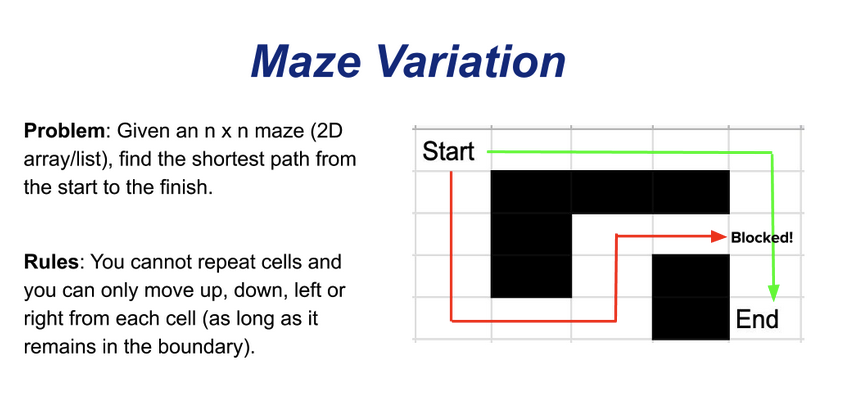 Maze Variation
Problem: Given an n x n maze (2D
array/list), find the shortest path from
the start to the finish.
Rules: You cannot repeat cells and
you can only move up, down, left or
right from each cell (as long as it
remains in the boundary).
Start
Blocked!
End